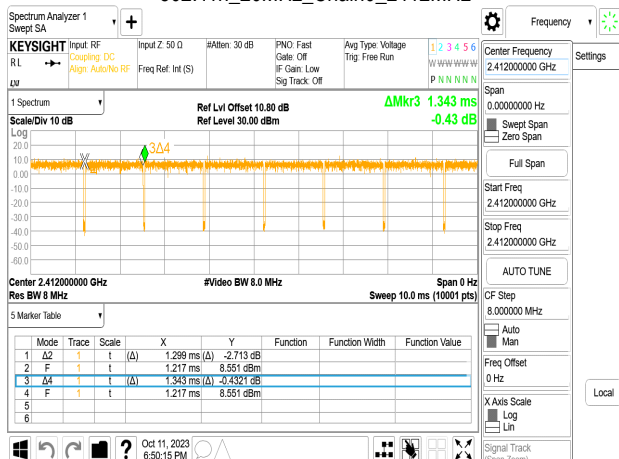 Spectrum Analyzer 1
Swept SA
Frequency
KEYSIGHT
Input: RF
Input Z: 50 Ω
#Atten: 30 dB
PNO: Fast
Avg Type: Voltage
1 2 3 4 5 6
RL
Coupling: DC
Gate: Off
Trig: Free Run
Align: Auto/No RF
Freq Ref: Int (S)
IF Gain: Low
W W W W W W
Sig Track: Off
P N N N N N
LXI
Center Frequency
2.412000000 GHz
Settings
1 Spectrum
Ref Lvl Offset 10.80 dB
ΔMkr3 1.343 ms
Scale/Div 10 dB
Ref Level 30.00 dBm
-0.43 dB
Span
0.00000000 Hz
Swept Span
Zero Span
Log
20.0
10.0
0.00
-10.0
-20.0
-30.0
-40.0
-50.0
-60.0
3Δ4
Full Span
Start Freq
2.412000000 GHz
Stop Freq
2.412000000 GHz
AUTO TUNE
Center 2.412000000 GHz
#Video BW 8.0 MHz
Span 0 Hz
Res BW 8 MHz
Sweep 10.0 ms (10001 pts)
CF Step
8.000000 MHz
Auto
Man
5 Marker Table
Mode Trace Scale X Y Function Function Width Function Value
1 Δ2 1 t (Δ) 1.299 ms (Δ) -2.713 dB
2 F 1 t 1.217 ms 8.551 dBm
3 Δ4 1 t (Δ) 1.343 ms (Δ) -0.4321 dB
4 F 1 t 1.217 ms 8.551 dBm
5
6
Freq Offset
0 Hz
X Axis Scale
Log
Lin
Local
Signal Track
(Span Zoom)
?
Oct 11, 2023
6:50:15 PM